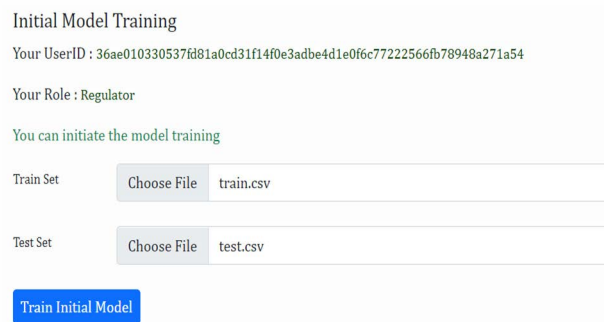 Initial Model Training
Your UserID : 36ae010330537fd81a0cd31f14f0e3adbe4d1e0f6c77222566fb78948a271a54
Your Role : Regulator
You can initiate the model training
Train Set Choose File train.csv
Test Set Choose File test.csv
Train Initial Model